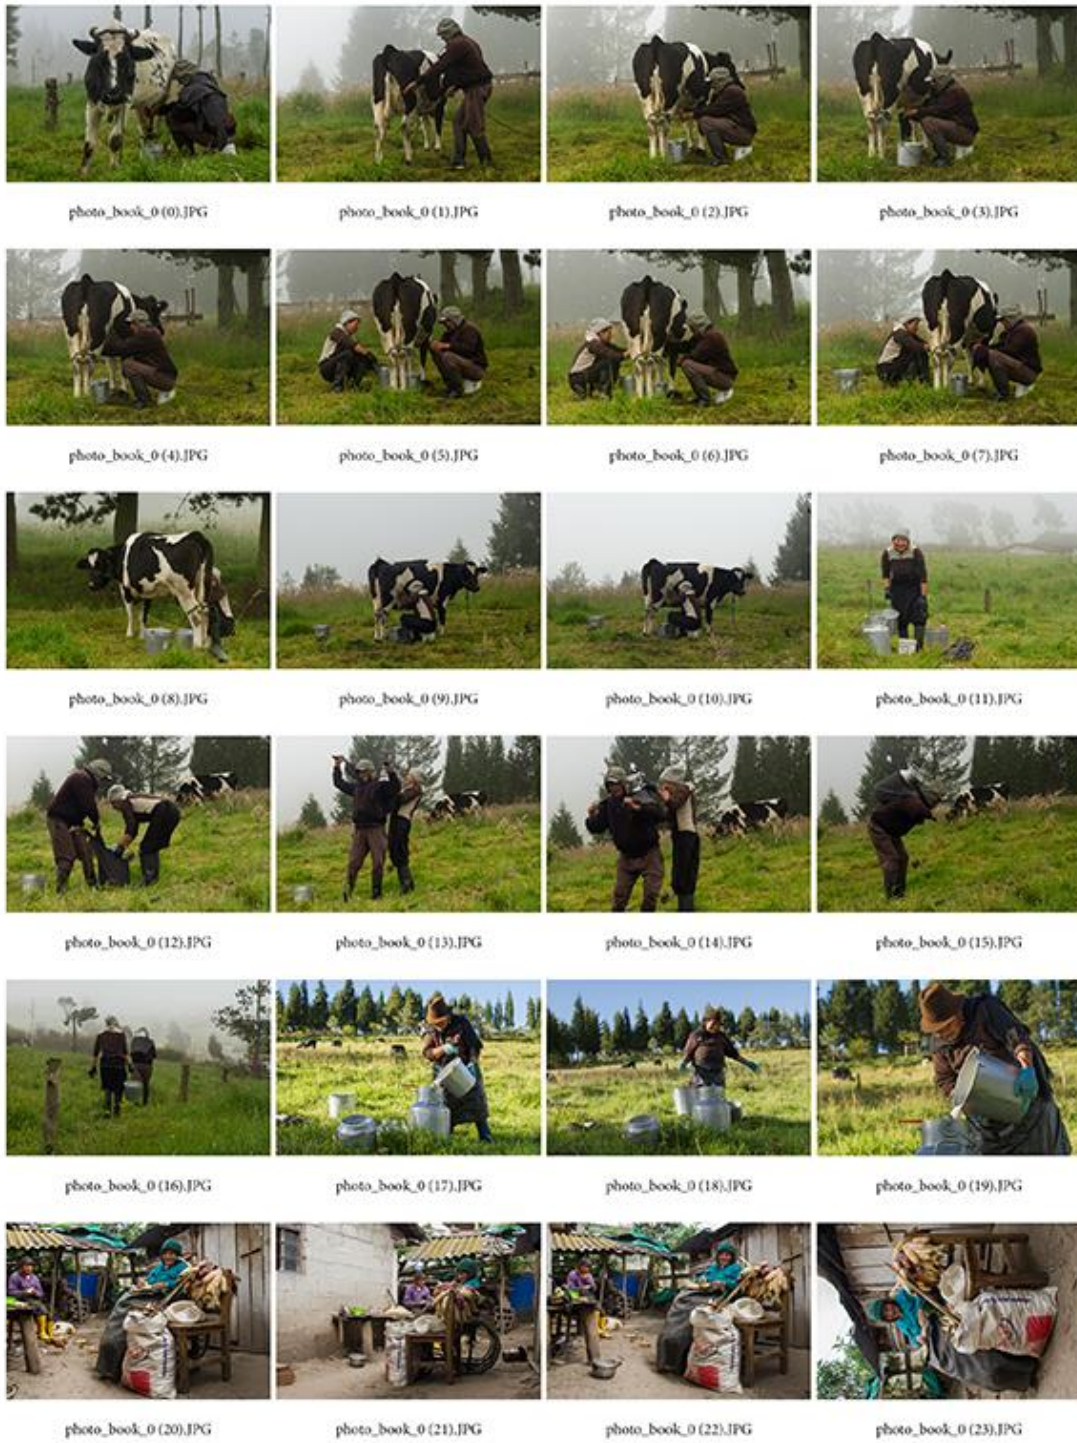 photo_book_0 (0).JPG
photo_book_0 (1).JPG
photo_book_0 (2).JPG
photo_book_0 (3).JPG
photo_book_0 (4).JPG
photo_book_0 (5).JPG
photo_book_0 (6).JPG
photo_book_0 (7).JPG
photo_book_0 (8).JPG
photo_book_0 (9).JPG
photo_book_0 (10).JPG
photo_book_0 (11).JPG
photo_book_0 (12).JPG
photo_book_0 (13).JPG
photo_book_0 (14).JPG
photo_book_0 (15).JPG
photo_book_0 (16).JPG
photo_book_0 (17).JPG
photo_book_0 (18).JPG
photo_book_0 (19).JPG
photo_book_0 (20).JPG
photo_book_0 (21).JPG
photo_book_0 (22).JPG
photo_book_0 (23).JPG